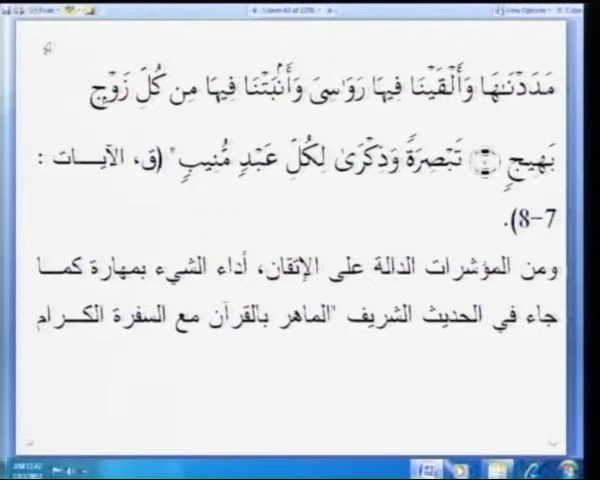 مَدَدْنَٰهَا وَأَلْقَيْنَا فِيهَا رَوَٰسِىَ وَأَنۢبَتْنَا فِيهَا مِن كُلِّ زَوْجٍۭ
بَهِيجٍ ۝ تَبْصِرَةً وَذِكْرَىٰ لِكُلِّ عَبْدٍ مُّنِيبٍ" (ق، الآيات :
7-8).
ومن المؤشرات الدالة على الإتقان، أداء الشيء بمهارة كما
جاء في الحديث الشريف "الماهر بالقرآن مع السفرة الكرام